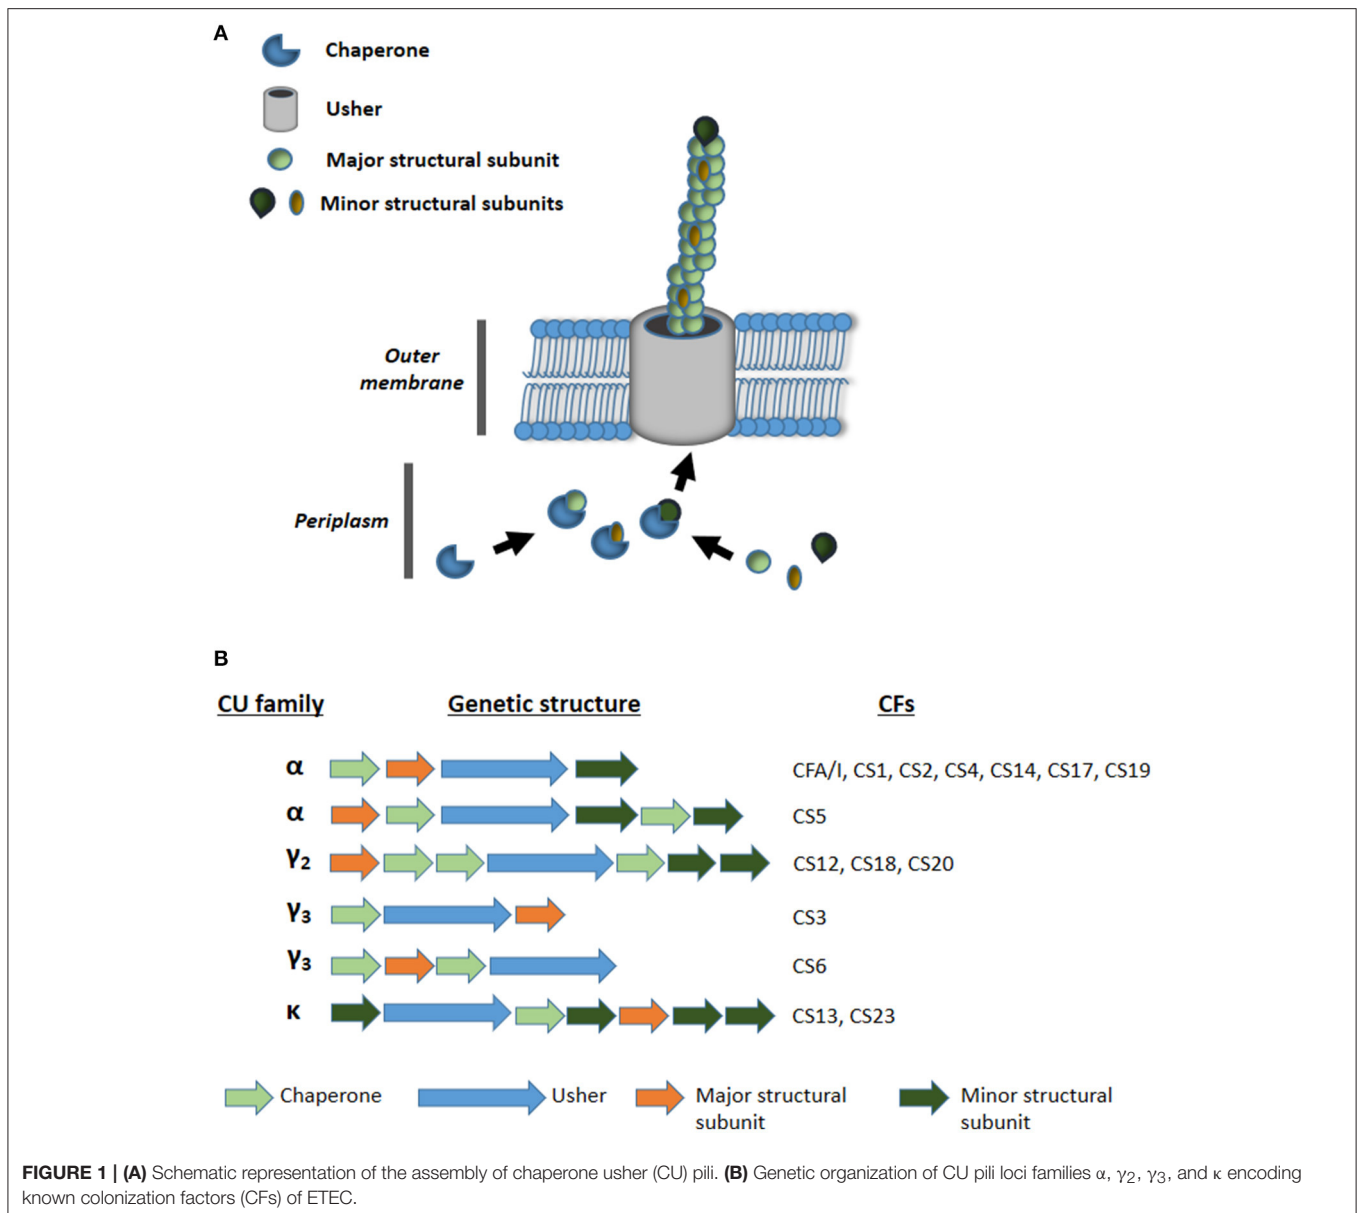 A
Chaperone
Usher
Major structural subunit
Minor structural subunits
Outer
membrane
Periplasm
B
CU family
Genetic structure
CFs
α
CFA/I, CS1, CS2, CS4, CS14, CS17, CS19
α
CS5
γ2
CS12, CS18, CS20
γ3
CS3
γ3
CS6
κ
CS13, CS23
Chaperone
Usher
Major structural
subunit
Minor structural
subunit
FIGURE 1 | (A) Schematic representation of the assembly of chaperone usher (CU) pili. (B) Genetic organization of CU pili loci families α, γ2, γ3, and κ encoding
known colonization factors (CFs) of ETEC.